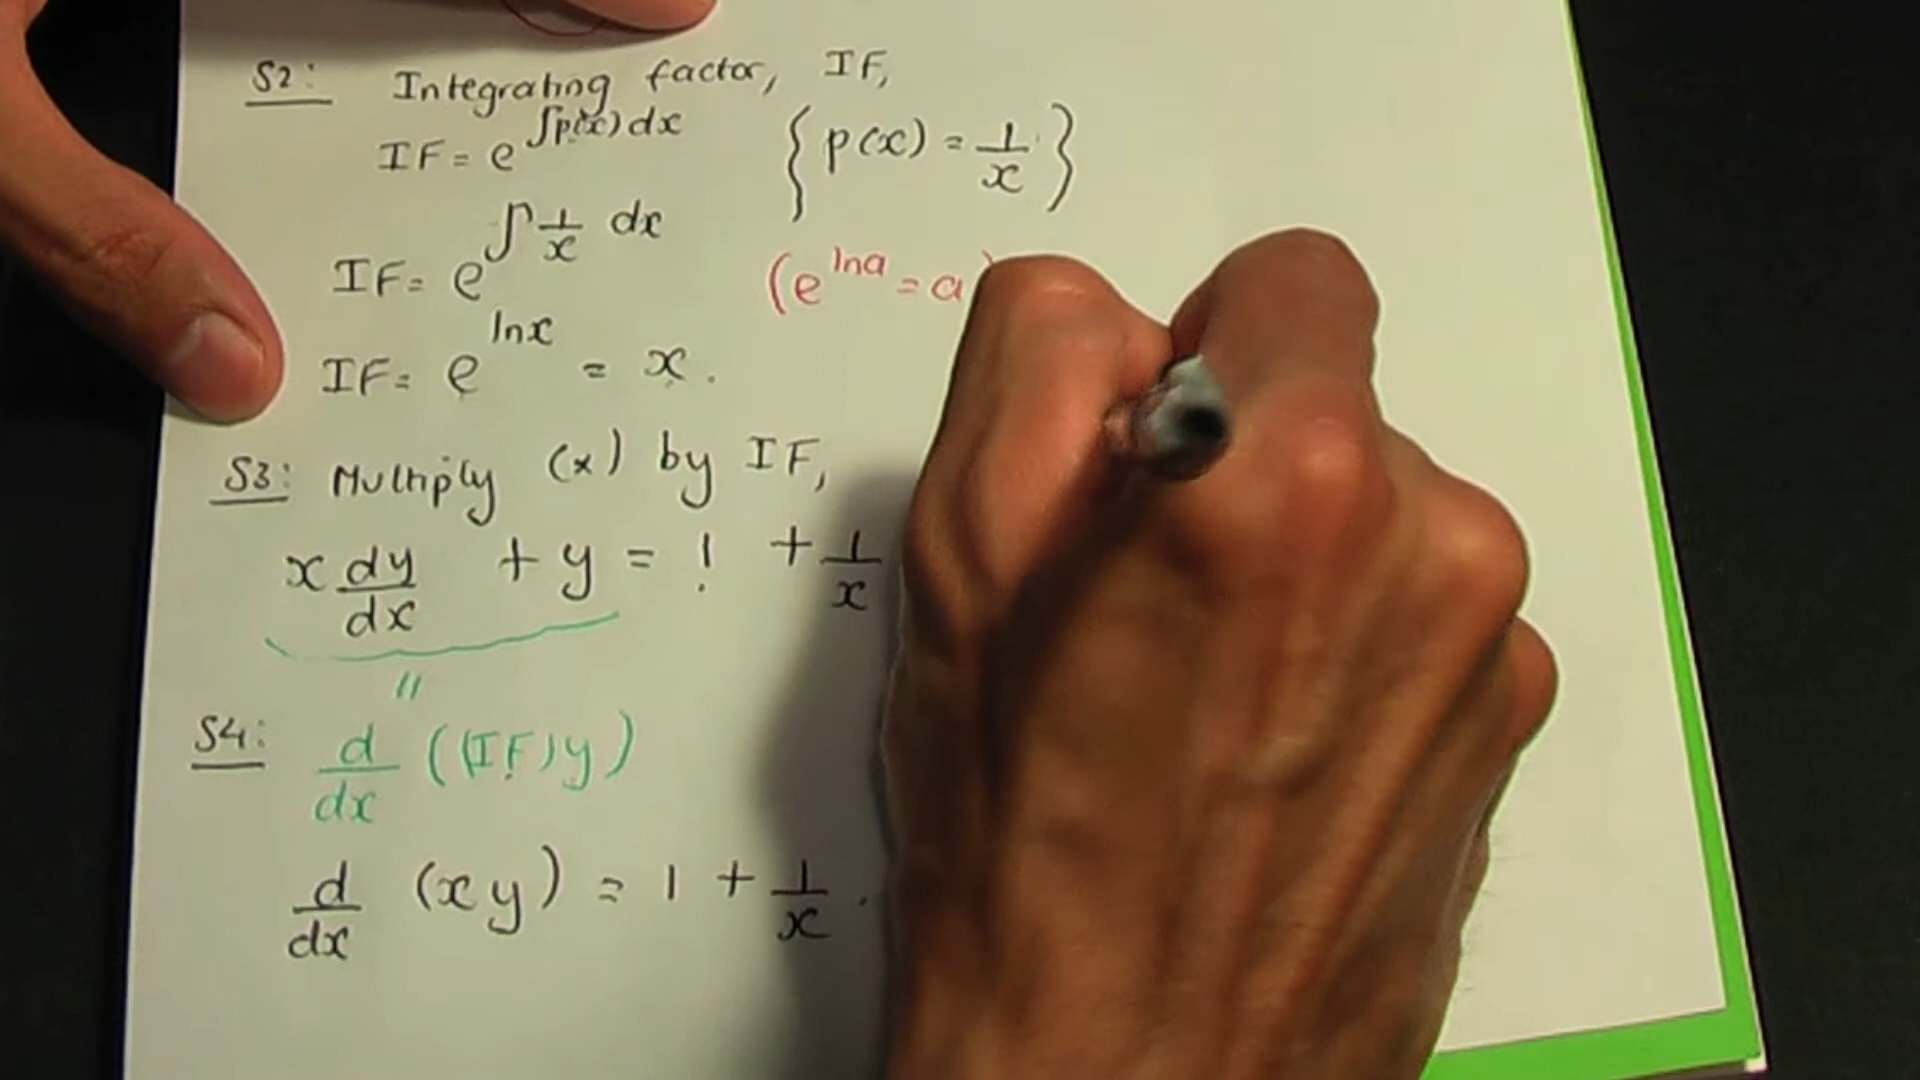 S2: Integrating factor, IF,
IF = e^∫p(x)dx { p(x) = 1/x }
IF = e^∫1/x dx (e^lna = a)
IF = e^lnx = x.
S3: Multiply (x) by IF,
x dy/dx + y = 1 + 1/x
"
S4: d/dx ((IF)y)
d/dx (xy) = 1 + 1/x.